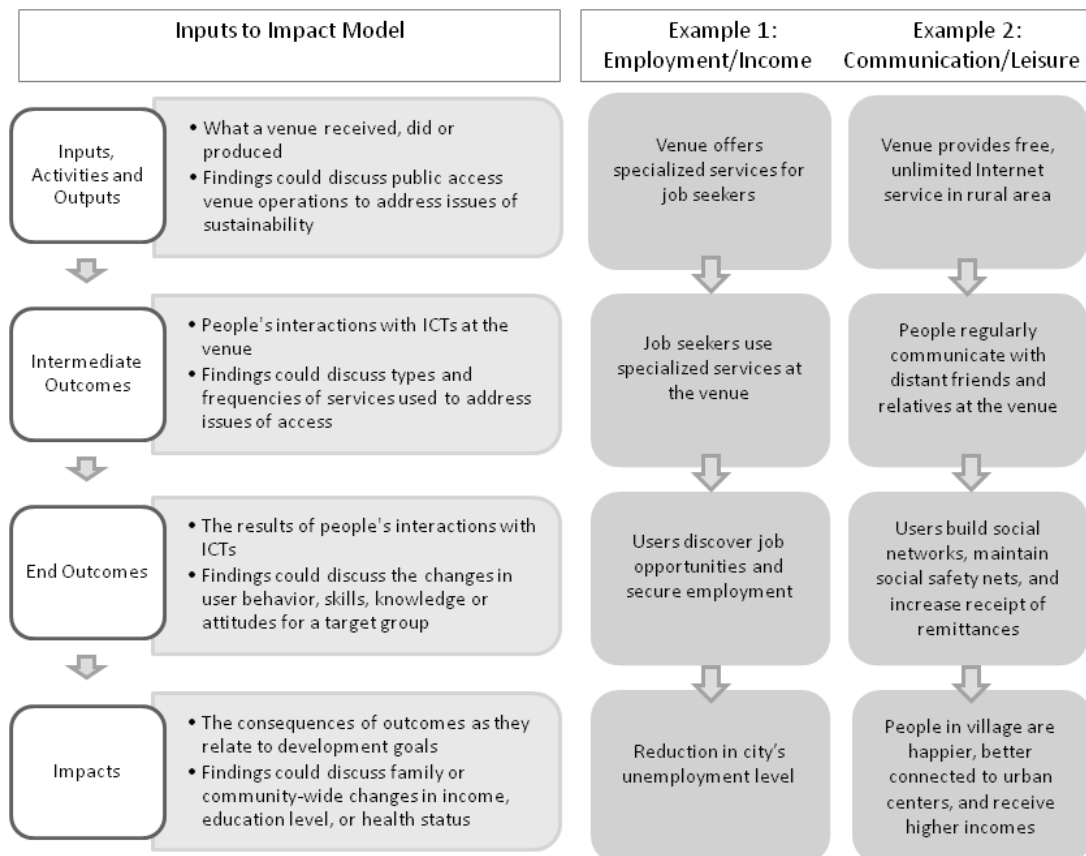 Inputs to Impact Model
Example 1:
Employment/Income
Example 2:
Communication/Leisure
Inputs,
Activities and
Outputs
• What a venue received, did or
produced
• Findings could discuss public access
venue operations to address issues of
sustainability
Venue offers
specialized services for
job seekers
Venue provides free,
unlimited Internet
service in rural area
Intermediate
Outcomes
• People's interactions with ICTs at the
venue
• Findings could discuss types and
frequencies of services used to address
issues of access
Job seekers use
specialized services at
the venue
People regularly
communicate with
distant friends and
relatives at the venue
End Outcomes
• The results of people's interactions with
ICTs
• Findings could discuss the changes in
user behavior, skills, knowledge or
attitudes for a target group
Users discover job
opportunities and
secure employment
Users build social
networks, maintain
social safety nets, and
increase receipt of
remittances
Impacts
• The consequences of outcomes as they
relate to development goals
• Findings could discuss family or
community-wide changes in income,
education level, or health status
Reduction in city's
unemployment level
People in village are
happier, better
connected to urban
centers, and receive
higher incomes